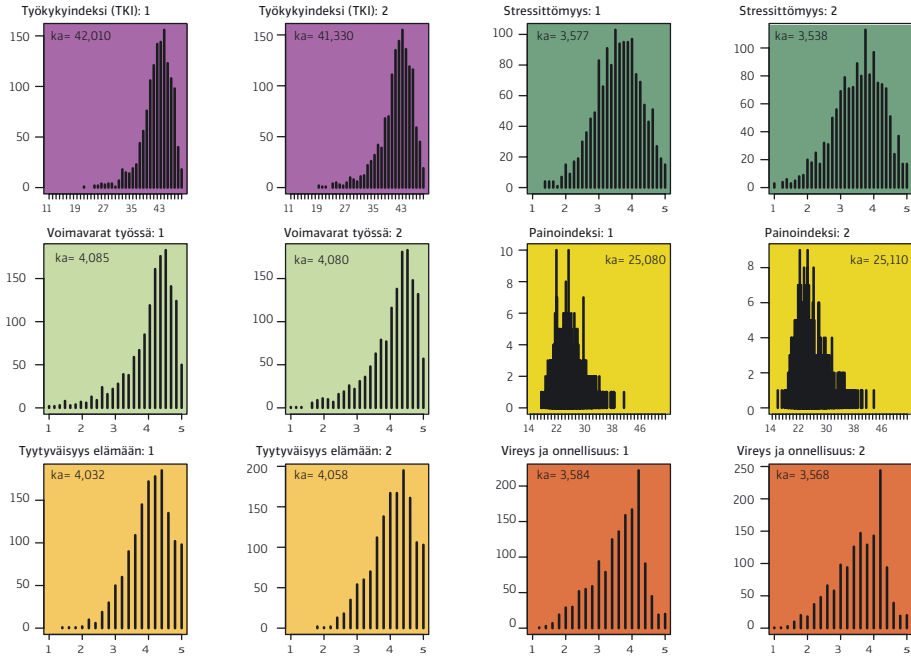 Työkykyindeksi (TKI): 1
ka= 42,010
150
100
50
0
11 19 27 35 43
Työkykyindeksi (TKI): 2
ka= 41,330
150
100
50
0
11 19 27 35 43
Stressittömyys: 1
ka= 3,577
100
80
60
40
20
0
1 2 3 4 s
Stressittömyys: 2
ka= 3,538
100
80
60
40
20
0
1 2 3 4 s
Voimavarat työssä: 1
ka= 4,085
150
100
50
0
1 2 3 4 s
Voimavarat työssä: 2
ka= 4,080
150
100
50
0
1 2 3 4 s
Painoindeksi: 1
ka= 25,080
10
8
6
4
2
0
14 22 30 38 46
Painoindeksi: 2
ka= 25,110
8
6
4
2
0
14 22 30 38 46
Tyytyväisyys elämään: 1
ka= 4,032
150
100
50
0
1 2 3 4 s
Tyytyväisyys elämään: 2
ka= 4,058
200
150
100
50
0
1 2 3 4 s
Vireys ja onnellisuus: 1
ka= 3,584
200
150
100
50
0
1 2 3 4 s
Vireys ja onnellisuus: 2
ka= 3,568
250
200
150
100
50
0
1 2 3 4 s